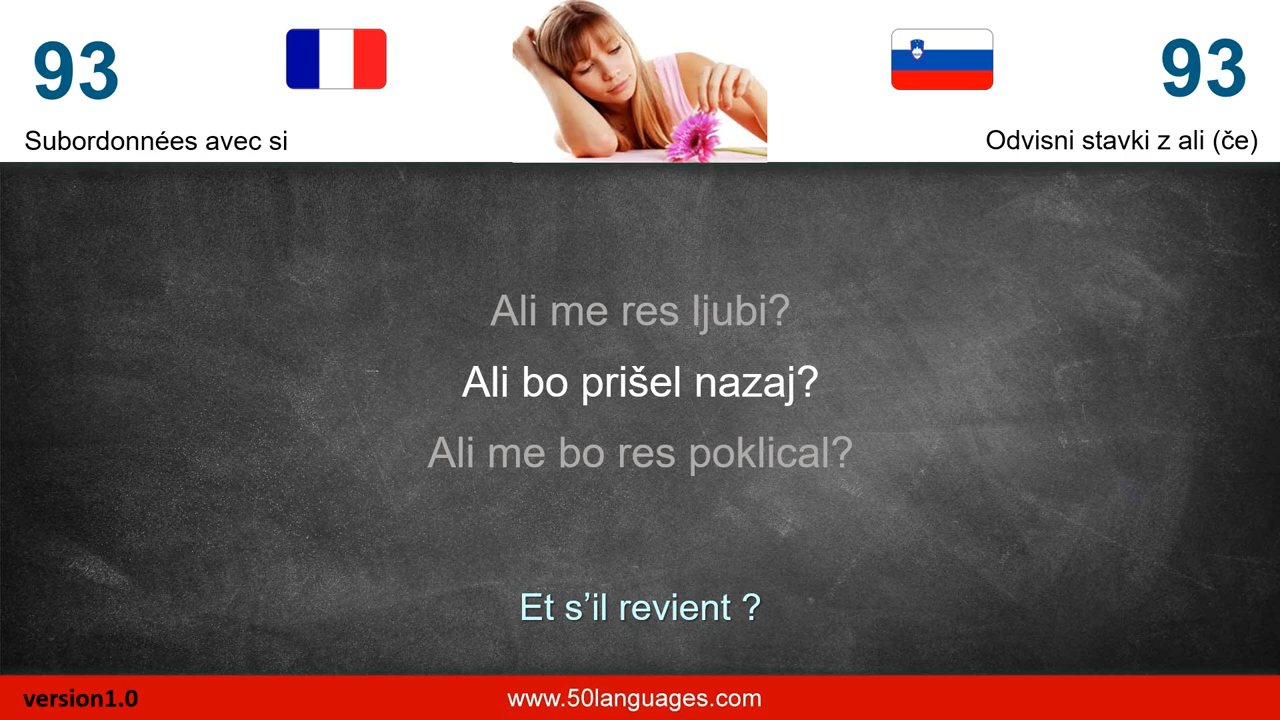 93
93
Subordonnées avec si
Odvisni stavki z ali (če)
Ali me res ljubi?
Ali bo prišel nazaj?
Ali me bo res poklical?
Et s’il revient ?
version1.0
www.50languages.com